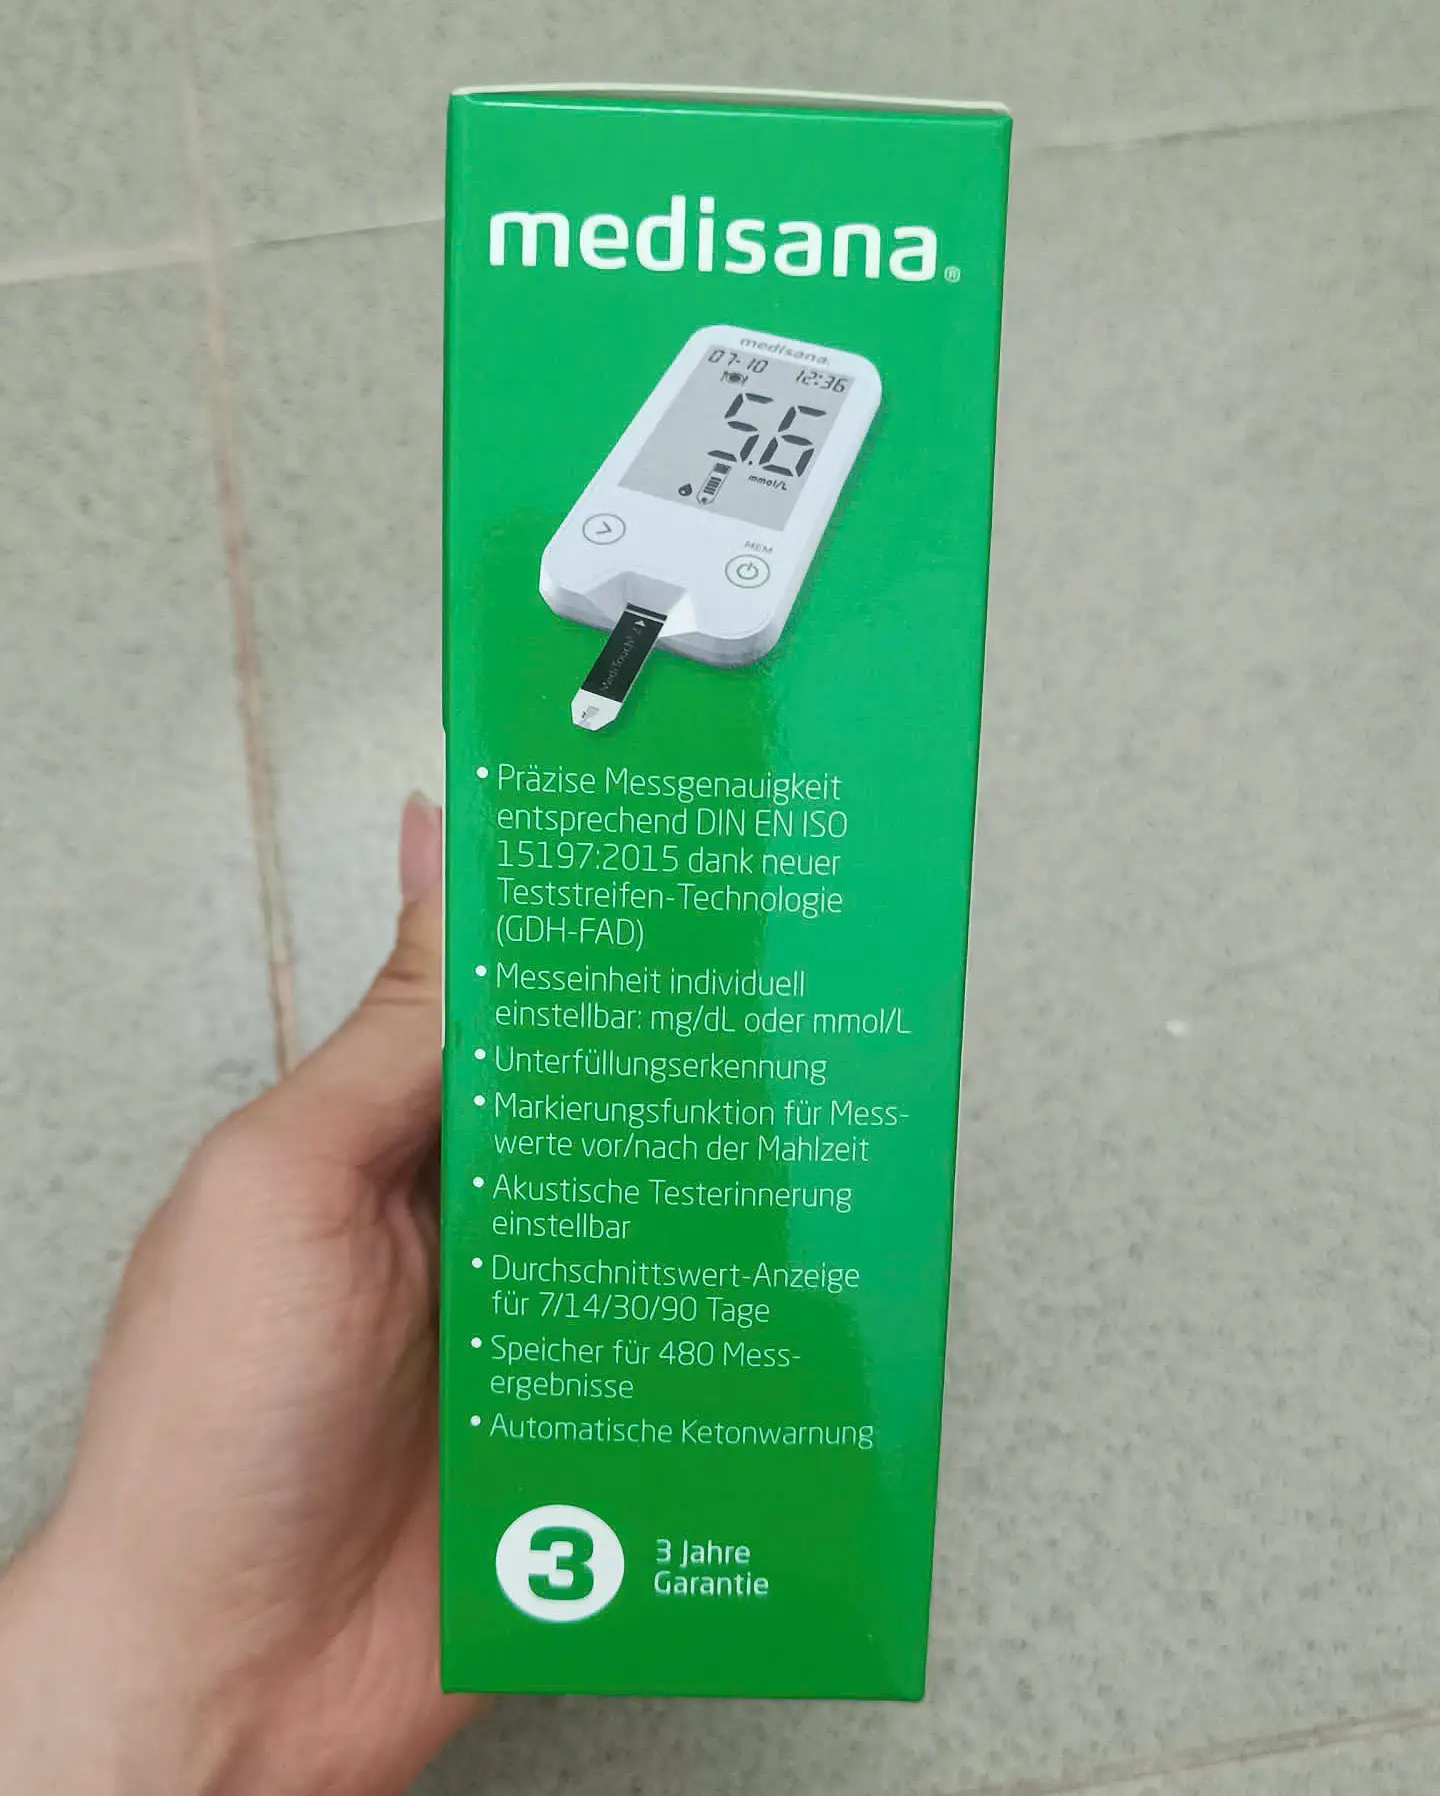 medisana®
medisana.
07-10 12:36
5.6
mmol/L
MEM
MediTouch® 2
• Präzise Messgenauigkeit
entsprechend DIN EN ISO
15197:2015 dank neuer
Teststreifen-Technologie
(GDH-FAD)
• Messeinheit individuell
einstellbar: mg/dL oder mmol/L
• Unterfüllungserkennung
• Markierungsfunktion für Mess-
werte vor/nach der Mahlzeit
• Akustische Testerinnerung
einstellbar
• Durchschnittswert-Anzeige
für 7/14/30/90 Tage
• Speicher für 480 Mess-
ergebnisse
• Automatische Ketonwarnung
3
3 Jahre
Garantie